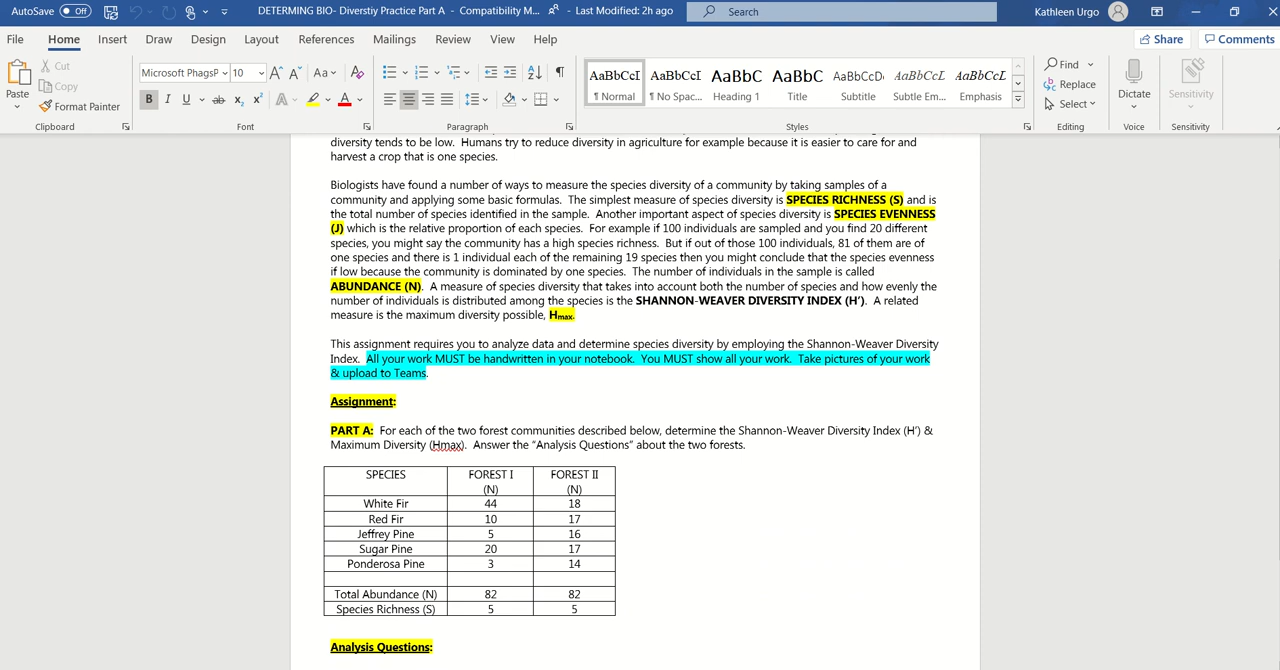 AutoSave Off DETERMING BIO- Diverstiy Practice Part A - Compatibility M... - Last Modified: 2h ago Search Kathleen Urgo
File Home Insert Draw Design Layout References Mailings Review View Help Share Comments
Paste
Cut
Copy
Format Painter
Clipboard
Microsoft PhagsP 10
Font
Paragraph
AaBbCcI AaBbCcI AaBbC AaBbC AaBbCcD AaBbCcL AaBbCcL
¶ Normal ¶ No Spac... Heading 1 Title Subtitle Subtle Em... Emphasis
Styles
Find
Replace
Select
Editing
Dictate
Voice
Sensitivity
Sensitivity
diversity tends to be low. Humans try to reduce diversity in agriculture for example because it is easier to care for and
harvest a crop that is one species.
Biologists have found a number of ways to measure the species diversity of a community by taking samples of a
community and applying some basic formulas. The simplest measure of species diversity is SPECIES RICHNESS (S) and is
the total number of species identified in the sample. Another important aspect of species diversity is SPECIES EVENNESS
(J) which is the relative proportion of each species. For example if 100 individuals are sampled and you find 20 different
species, you might say the community has a high species richness. But if out of those 100 individuals, 81 of them are of
one species and there is 1 individual each of the remaining 19 species then you might conclude that the species evenness
if low because the community is dominated by one species. The number of individuals in the sample is called
ABUNDANCE (N). A measure of species diversity that takes into account both the number of species and how evenly the
number of individuals is distributed among the species is the SHANNON-WEAVER DIVERSITY INDEX (H’). A related
measure is the maximum diversity possible, Hmax.
This assignment requires you to analyze data and determine species diversity by employing the Shannon-Weaver Diversity
Index. All your work MUST be handwritten in your notebook. You MUST show all your work. Take pictures of your work
& upload to Teams.
Assignment:
PART A: For each of the two forest communities described below, determine the Shannon-Weaver Diversity Index (H’) &
Maximum Diversity (Hmax). Answer the “Analysis Questions” about the two forests.
SPECIES FOREST I FOREST II
(N) (N)
White Fir 44 18
Red Fir 10 17
Jeffrey Pine 5 16
Sugar Pine 20 17
Ponderosa Pine 3 14
Total Abundance (N) 82 82
Species Richness (S) 5 5
Analysis Questions: